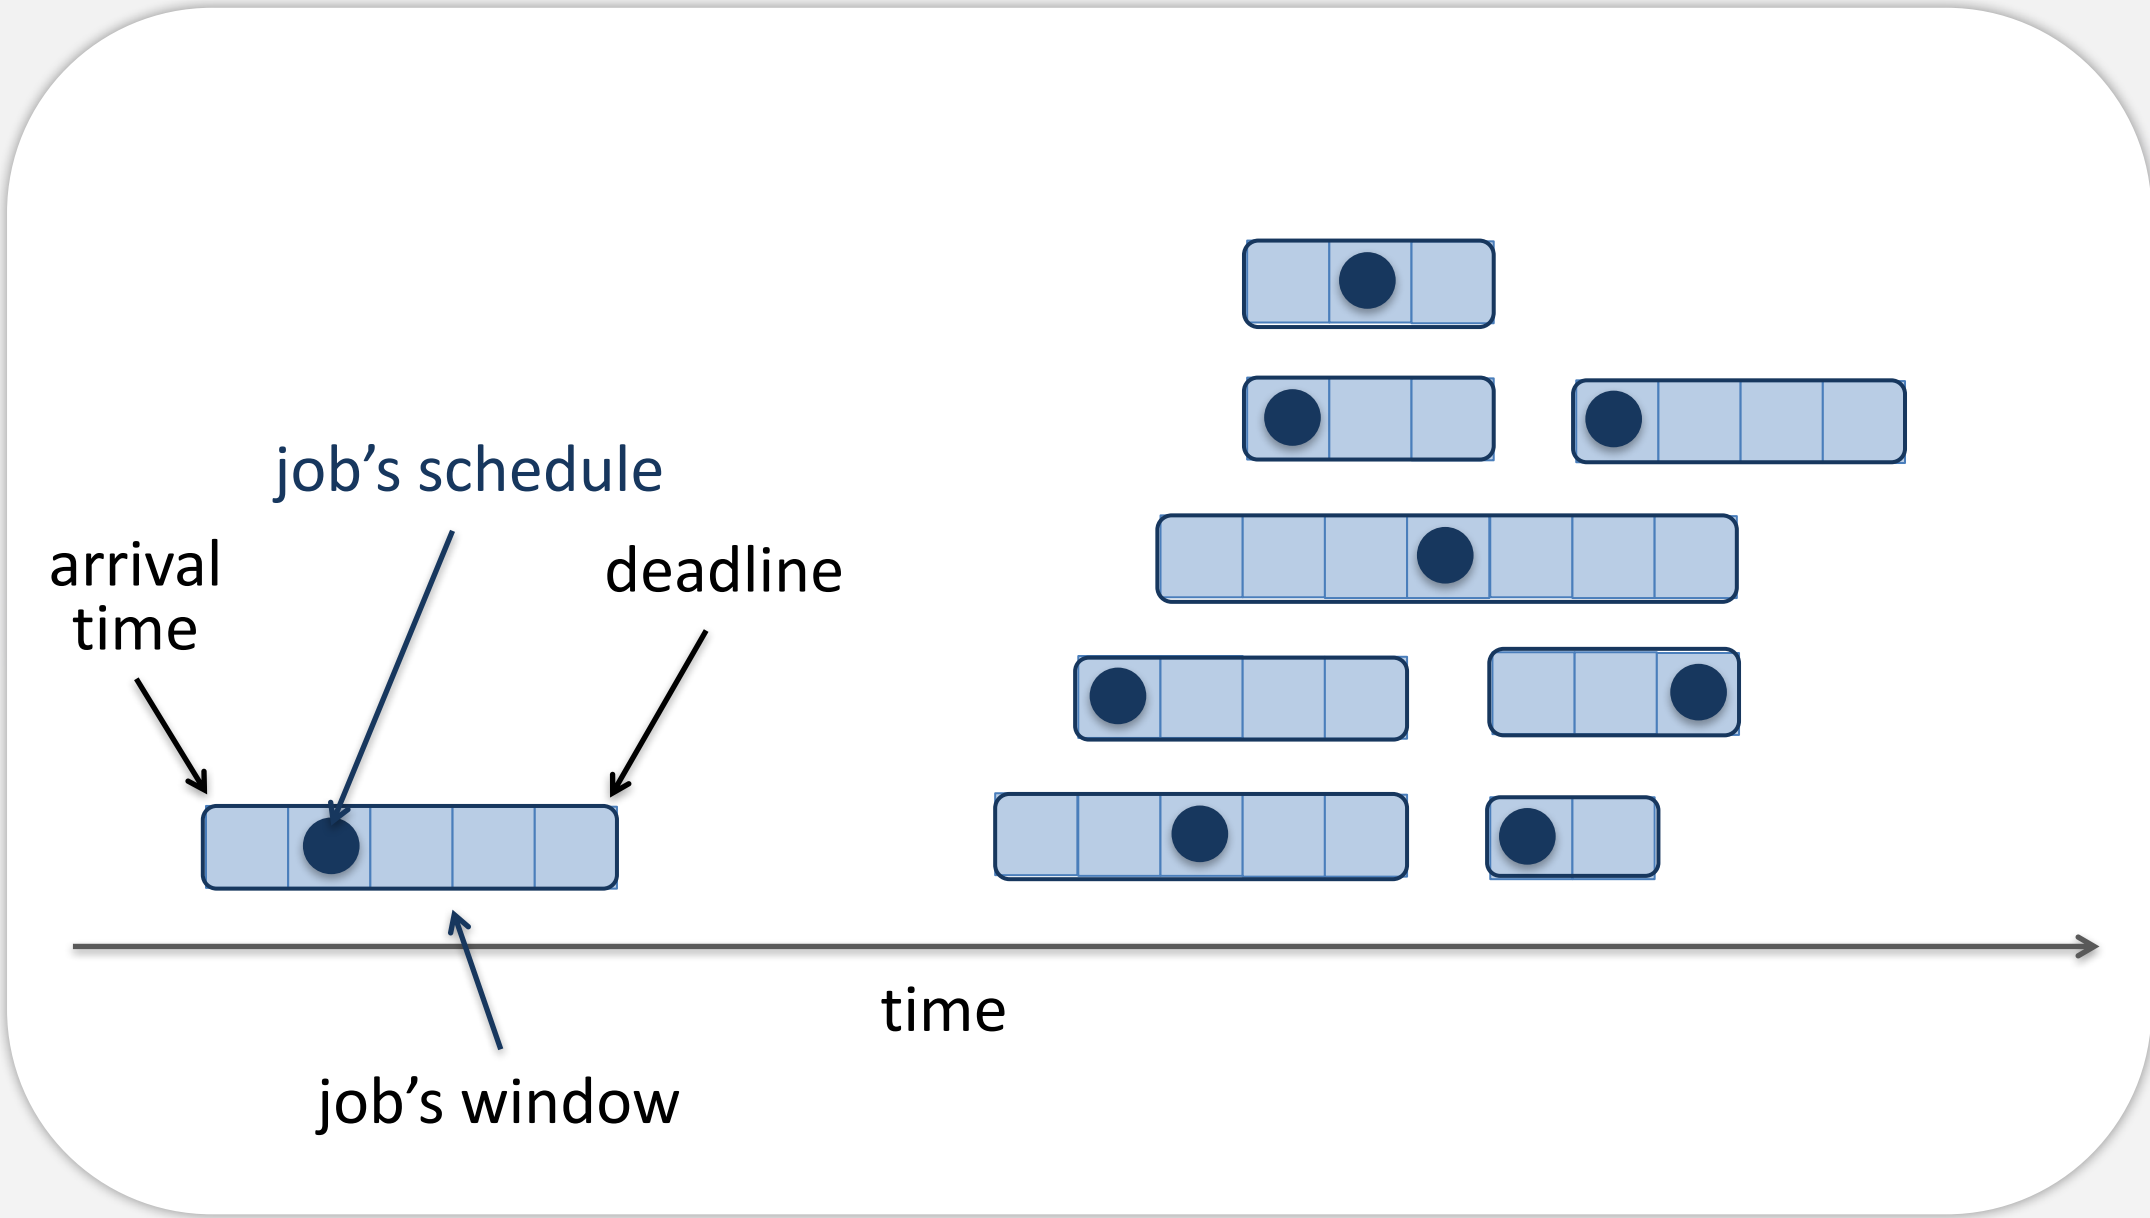 job’s schedule
arrival
time
deadline
time
job’s window